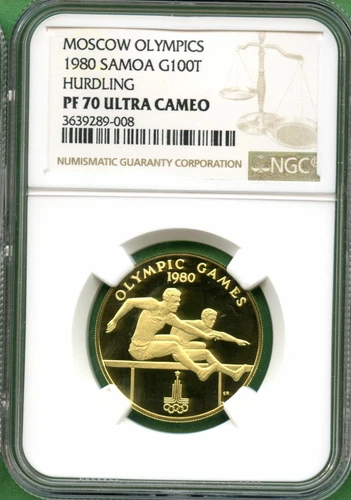 MOSCOW OLYMPICS
1980 SAMOA G100T
HURDLING
PF 70 ULTRA CAMEO
3639289-008
NUMISMATIC GUARANTY CORPORATION
NGC
OLYMPIC GAMES
1980